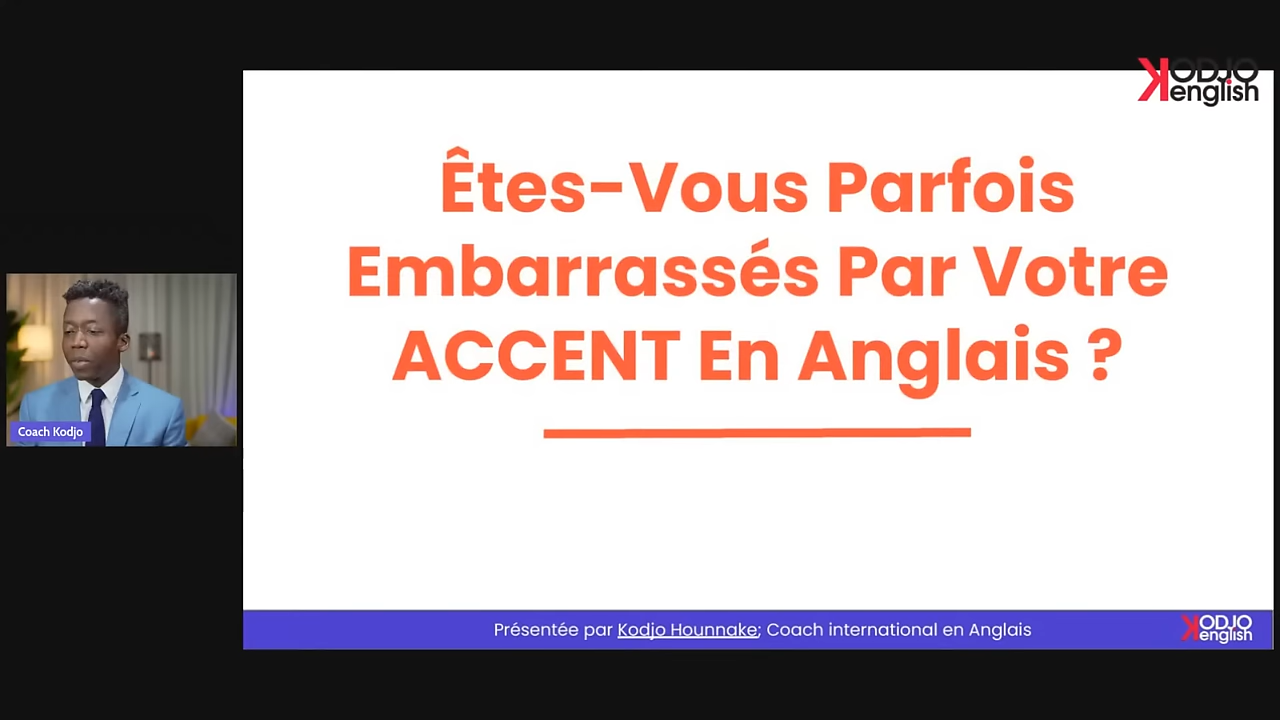 KODJO
english
Êtes-Vous Parfois
Embarrassés Par Votre
ACCENT En Anglais ?
Coach Kodjo
Présentée par Kodjo Hounnake; Coach international en Anglais
KODJO
english